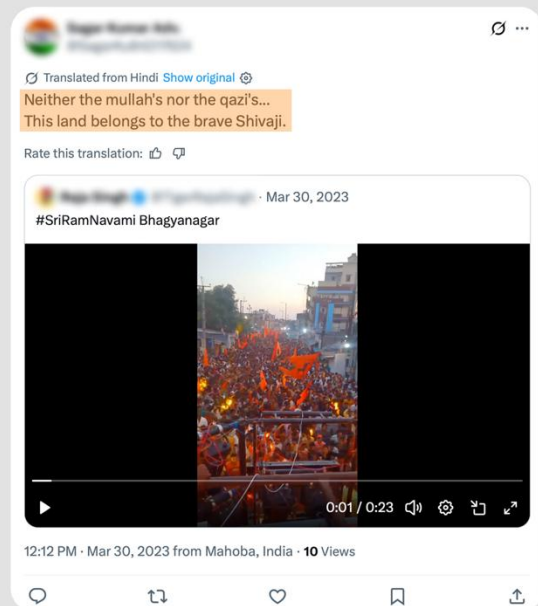 Translated from Hindi Show original
Neither the mullah's nor the qazi's...
This land belongs to the brave Shivaji.
Rate this translation:
· Mar 30, 2023
#SriRamNavami Bhagyanagar
0:01 / 0:23
12:12 PM · Mar 30, 2023 from Mahoba, India · 10 Views